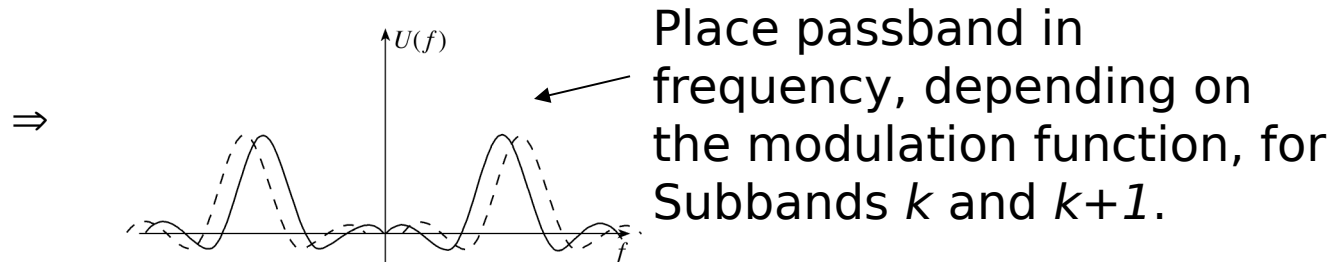 Place passband in
U(f)
frequency, depending on
⇒
the modulation function, for
Subbands k and k+1.
f